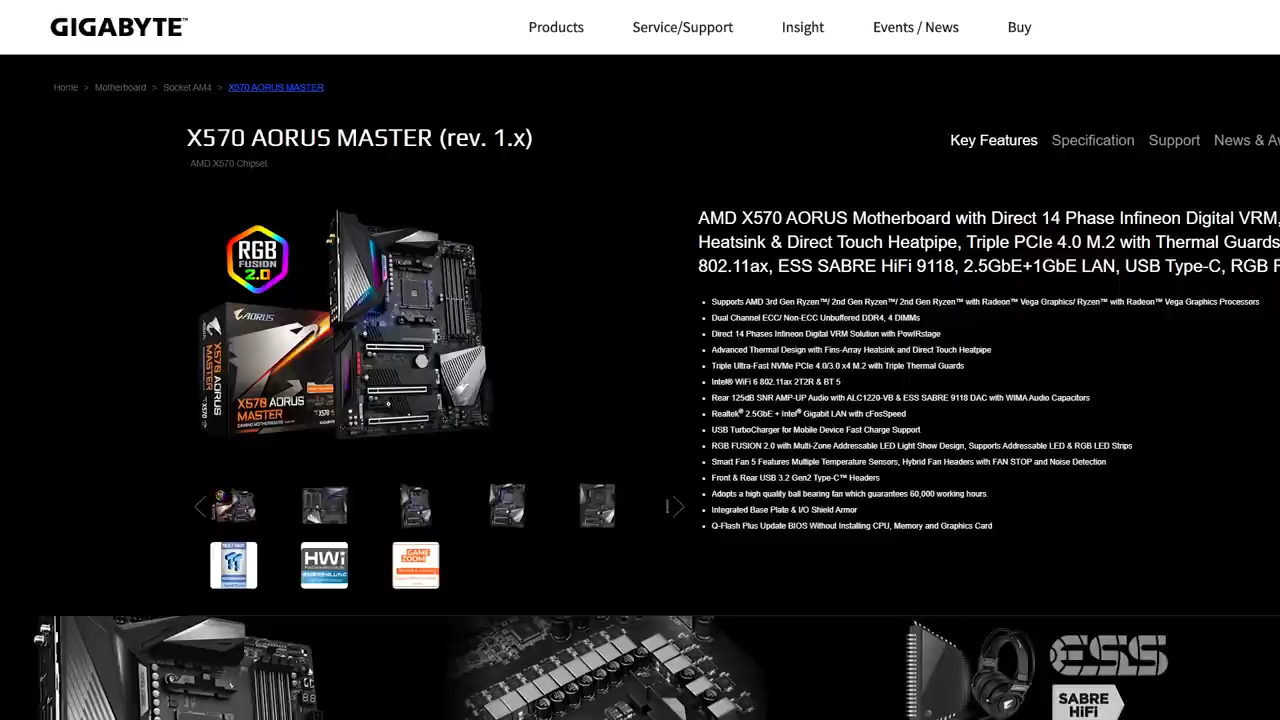 GIGABYTE™
Products
Service/Support
Insight
Events / News
Buy
Home > Motherboard > Socket AM4 > X570 AORUS MASTER
X570 AORUS MASTER (rev. 1.x)
AMD X570 Chipset
Key Features
Specification
Support
News & Aw
AMD X570 AORUS Motherboard with Direct 14 Phase Infineon Digital VRM,
Heatsink & Direct Touch Heatpipe, Triple PCIe 4.0 M.2 with Thermal Guards
802.11ax, ESS SABRE HiFi 9118, 2.5GbE+1GbE LAN, USB Type-C, RGB F
Supports AMD 3rd Gen Ryzen™/ 2nd Gen Ryzen™/ 2nd Gen Ryzen™ with Radeon™ Vega Graphics/ Ryzen™ with Radeon™ Vega Graphics Processors
Dual Channel ECC/ Non-ECC Unbuffered DDR4, 4 DIMMs
Direct 14 Phases Infineon Digital VRM Solution with PowIRstage
Advanced Thermal Design with Fins-Array Heatsink and Direct Touch Heatpipe
Triple Ultra-Fast NVMe PCIe 4.0/3.0 x4 M.2 with Triple Thermal Guards
Intel® WiFi 6 802.11ax 2T2R & BT 5
Rear 125dB SNR AMP-UP Audio with ALC1220-VB & ESS SABRE 9118 DAC with WIMA Audio Capacitors
Realtek® 2.5GbE + Intel® Gigabit LAN with cFosSpeed
USB TurboCharger for Mobile Device Fast Charge Support
RGB FUSION 2.0 with Multi-Zone Addressable LED Light Show Design, Supports Addressable LED & RGB LED Strips
Smart Fan 5 Features Multiple Temperature Sensors, Hybrid Fan Headers with FAN STOP and Noise Detection
Front & Rear USB 3.2 Gen2 Type-C™ Headers
Adopts a high quality ball bearing fan which guarantees 60,000 working hours.
Integrated Base Plate & I/O Shield Armor
Q-Flash Plus Update BIOS Without Installing CPU, Memory and Graphics Card
RGB
FUSION
2.0
AORUS
X570 AORUS
MASTER
X570 AORUS
MASTER
HWi
GAME
ZOOM
ESS
SABRE
HiFi